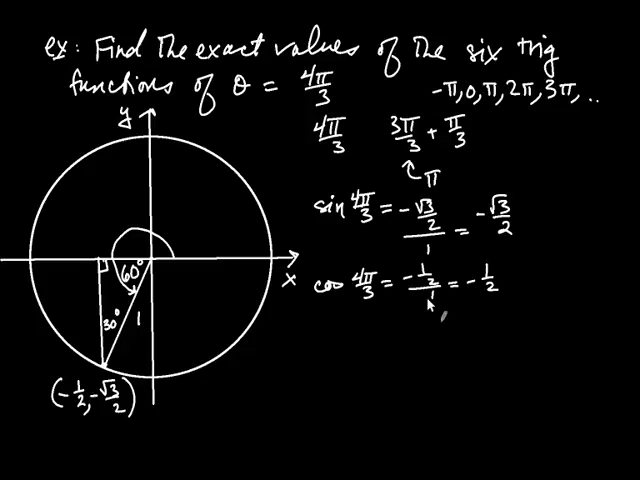 ex: Find the exact values of the six trig
functions of θ = 4π/3
-π, 0, π, 2π, 3π, ..
4π/3 3π/3 + π/3
π
sin 4π/3 = (-√3/2)/1 = -√3/2
cos 4π/3 = (-1/2)/1 = -1/2
y
x
60°
30°
1
(-1/2, -√3/2)